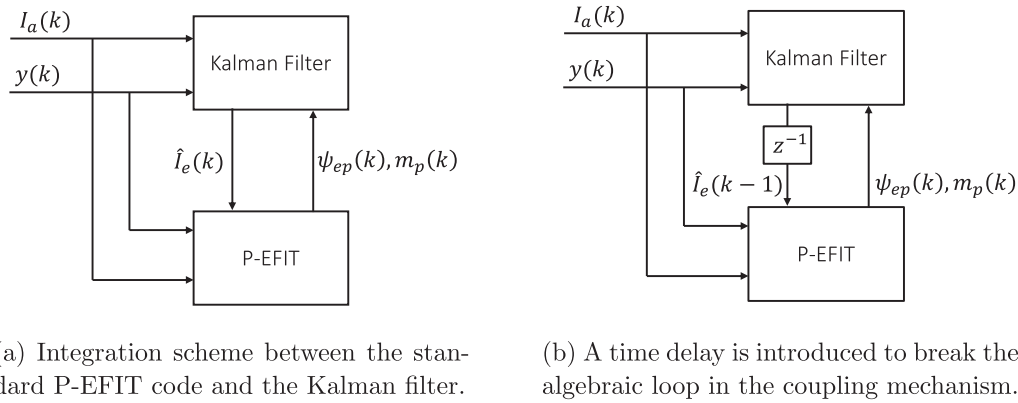 I_a(k)
y(k)
Kalman Filter
Î_e(k)
ψ_ep(k), m_p(k)
P-EFIT
a) Integration scheme between the stan-
dard P-EFIT code and the Kalman filter.
I_a(k)
y(k)
Kalman Filter
z⁻¹
Î_e(k − 1)
ψ_ep(k), m_p(k)
P-EFIT
(b) A time delay is introduced to break the
algebraic loop in the coupling mechanism.